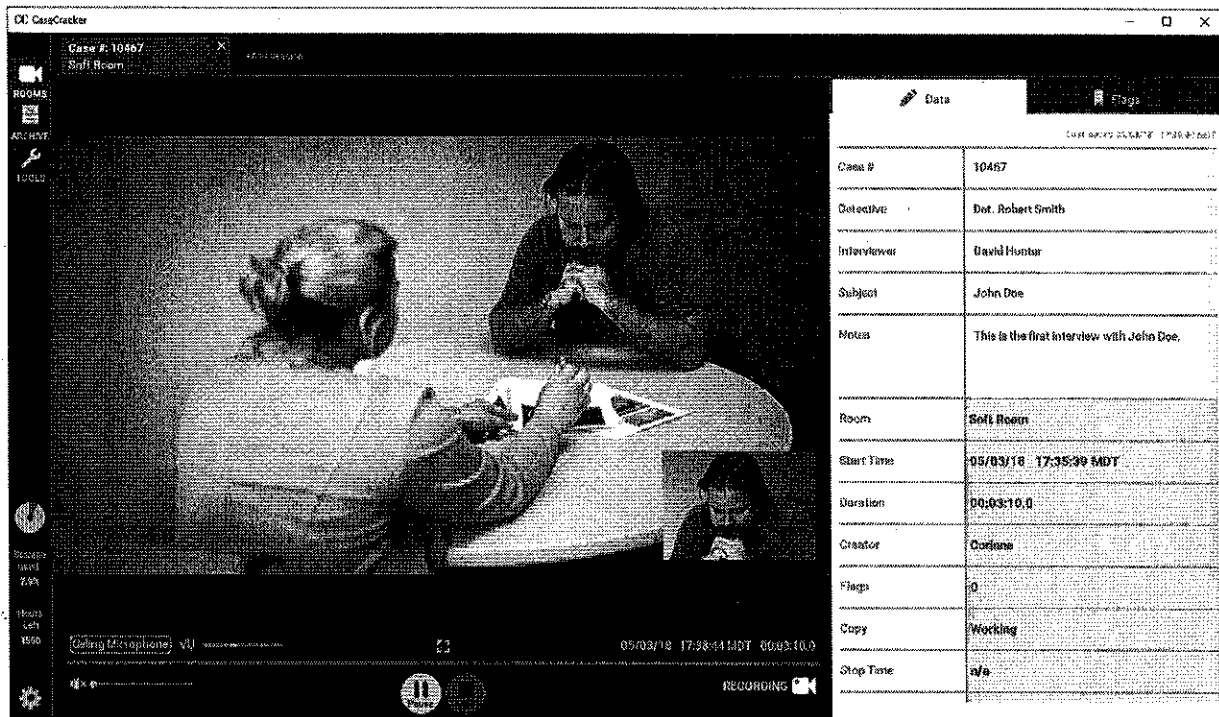 CaseCracker
Case #: 10467
Soft Room
ROOMS
ARCHIVE
TOOLS
Data
Flags
Case # 10467
Detective Det. Robert Smith
Interviewer David Hunter
Subject John Doe
Notes This is the first interview with John Doe.
Room Soft Room
Start Time 05/03/18 17:35:39 MDT
Duration 00:03:10.0
Creator Corinne
Flags 0
Copy Working
Stop Time n/a
Hours
Left
1550
Ceiling Microphone VU
05/03/18 17:38:44 MDT 00:03:10.0
RECORDING